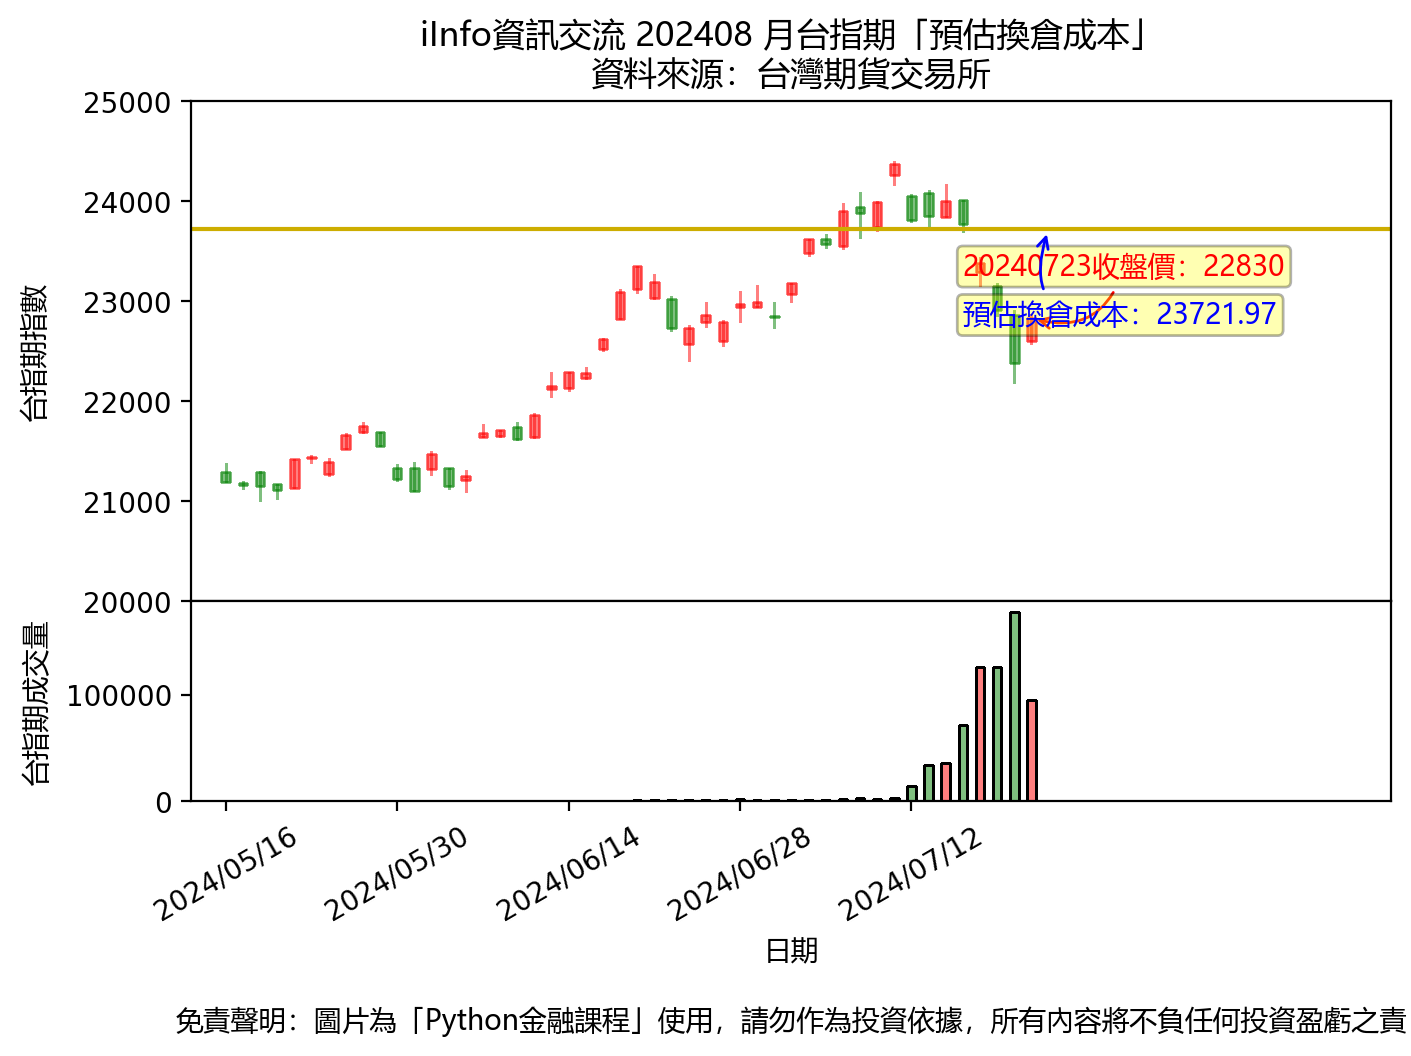 iInfo資訊交流 202408 月台指期「預估換倉成本」
資料來源：台灣期貨交易所
25000
24000
23000
22000
21000
20000
台指期指數
20240723收盤價：22830
預估換倉成本：23721.97
100000
0
台指期成交量
2024/05/16
2024/05/30
2024/06/14
2024/06/28
2024/07/12
日期
免責聲明：圖片為「Python金融課程」使用，請勿作為投資依據，所有內容將不負任何投資盈虧之責